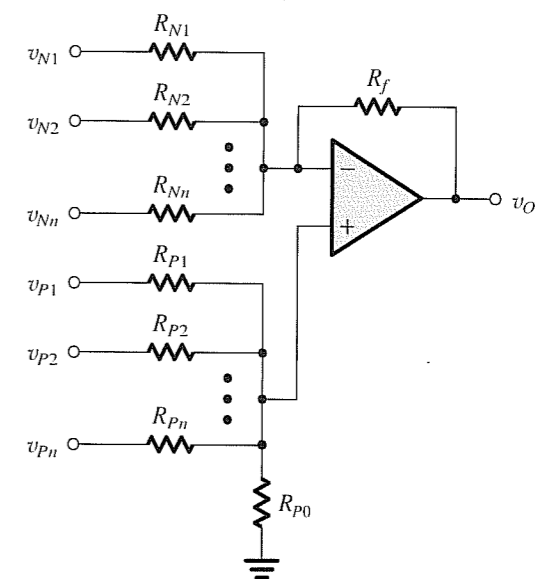 R_{N1}
v_{N1}
R_f
R_{N2}
v_{N2}
R_{Nn}
v_{Nn}
−
v_O
+
R_{P1}
v_{P1}
R_{P2}
v_{P2}
R_{Pn}
v_{Pn}
R_{P0}